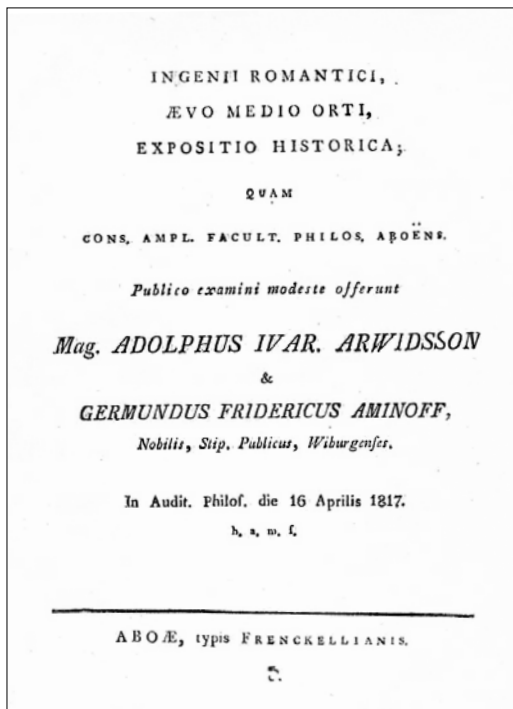 INGENII ROMANTICI,
ÆVO MEDIO ORTI,
EXPOSITIO HISTORICA;
QUAM
CONS. AMPL. FACULT. PHILOS. ABOËNS.
Publico examini modeste offerunt
Mag. ADOLPHUS IVAR. ARWIDSSON
&
GERMUNDUS FRIDERICUS AMINOFF,
Nobilis, Stip. Publicus, Wiburgenſes.
In Audit. Philoſ. die 16 Aprilis 1817.
h. a. m. ſ.
ABOÆ, typis FRENCKELLIANIS.